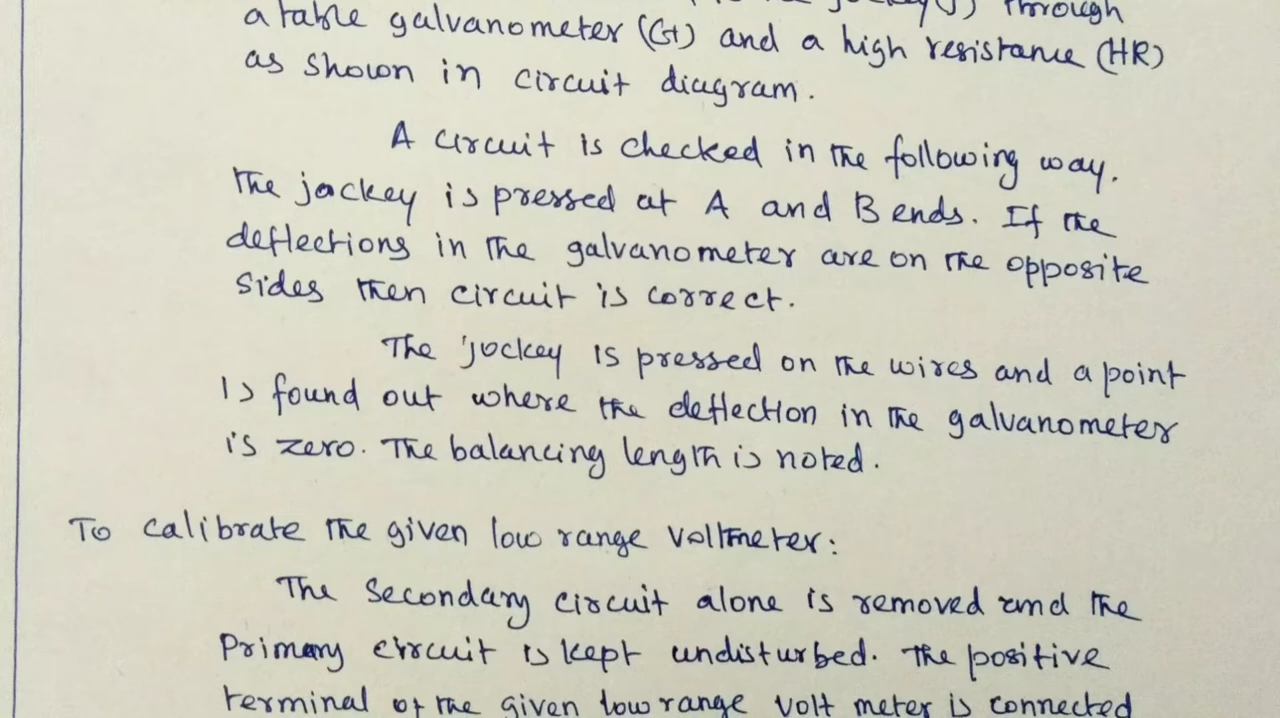 jockey(J) through
a table galvanometer (G) and a high resistance (HR)
as shown in circuit diagram.
A circuit is checked in the following way.
The jockey is pressed at A and B ends. If the
deflections in the galvanometer are on the opposite
sides then circuit is correct.
The jockey is pressed on the wires and a point
is found out where the deflection in the galvanometer
is zero. The balancing length is noted.
To calibrate the given low range voltmeter:
The secondary circuit alone is removed and the
primary circuit is kept undisturbed. The positive
terminal of the given low range volt meter is connected